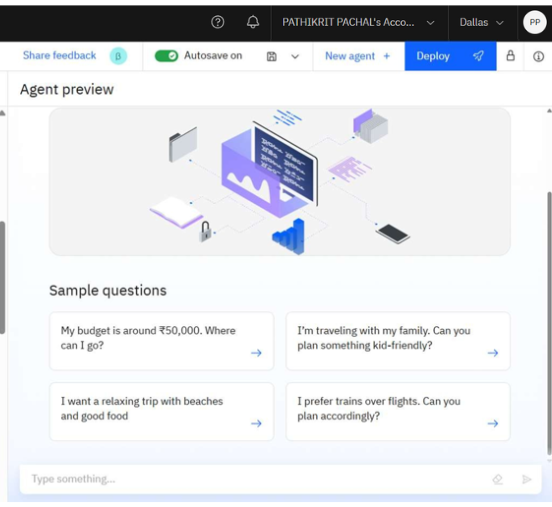 PATHIKRIT PACHAL's Acco...
Dallas
PP
Share feedback
β
Autosave on
New agent +
Deploy
Agent preview
Sample questions
My budget is around ₹50,000. Where
can I go?
I'm traveling with my family. Can you
plan something kid-friendly?
I want a relaxing trip with beaches
and good food
I prefer trains over flights. Can you
plan accordingly?
Type something...